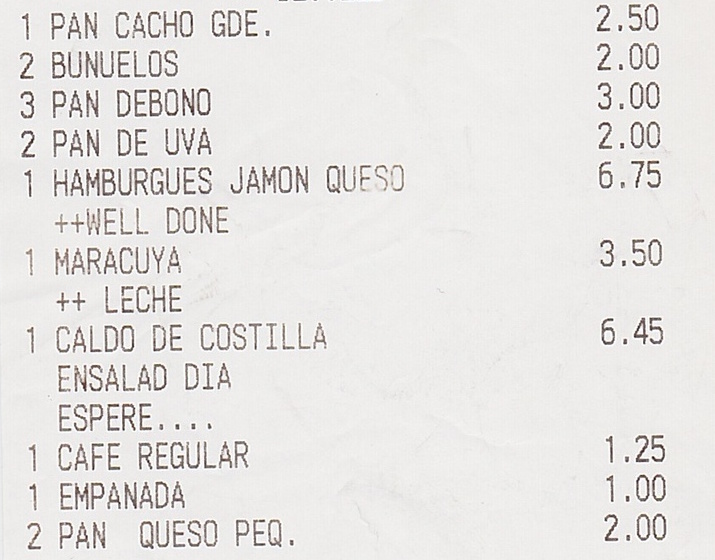 1 PAN CACHO GDE. 2.50
2 BUNUELOS 2.00
3 PAN DEBONO 3.00
2 PAN DE UVA 2.00
1 HAMBURGUES JAMON QUESO 6.75
++WELL DONE
1 MARACUYA 3.50
++ LECHE
1 CALDO DE COSTILLA 6.45
ENSALAD DIA
ESPERE....
1 CAFE REGULAR 1.25
1 EMPANADA 1.00
2 PAN QUESO PEQ. 2.00